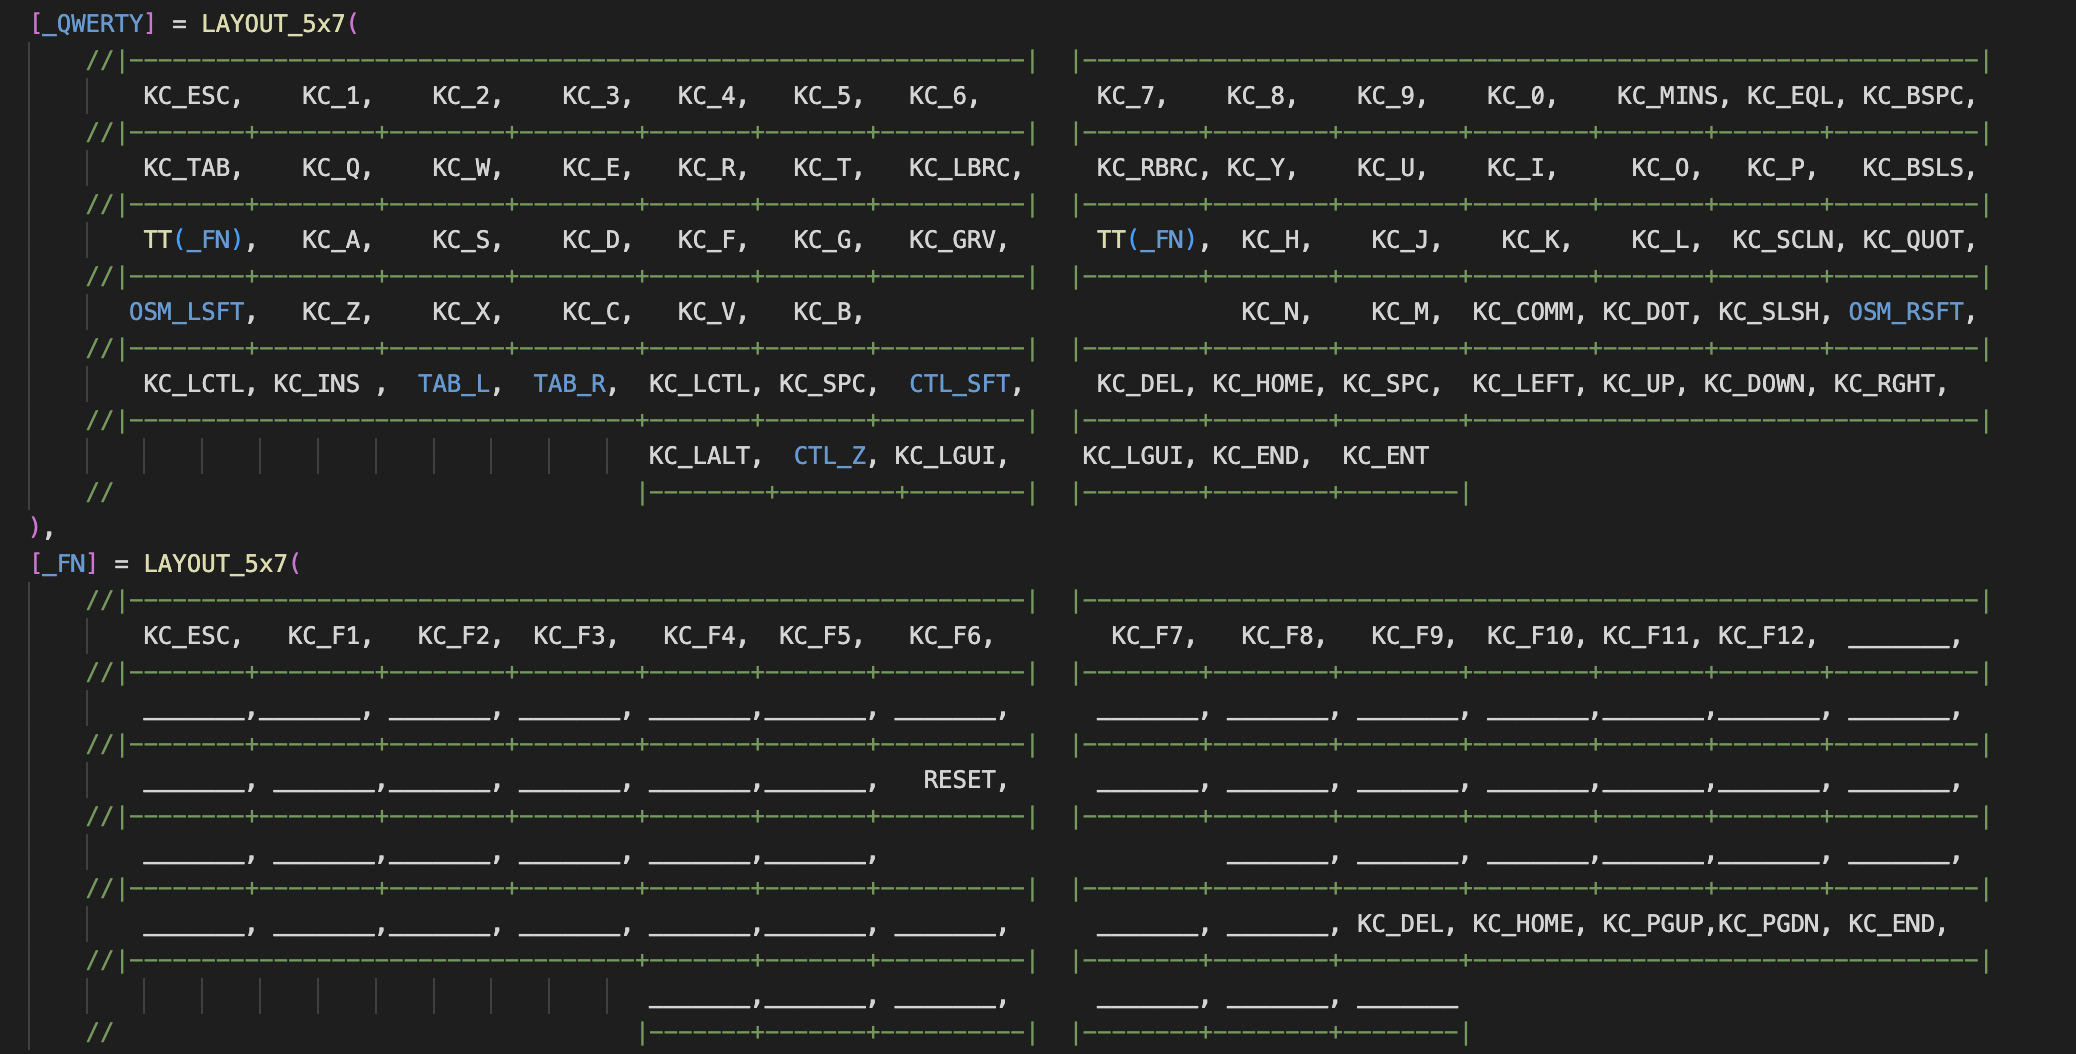 [_QWERTY] = LAYOUT_5x7(
//|--------------------------------------------------------------| |--------------------------------------------------------------|
KC_ESC, KC_1, KC_2, KC_3, KC_4, KC_5, KC_6, KC_7, KC_8, KC_9, KC_0, KC_MINS, KC_EQL, KC_BSPC,
//|--------+--------+--------+--------+-------+-------+----------| |--------+--------+--------+--------+-------+-------+----------|
KC_TAB, KC_Q, KC_W, KC_E, KC_R, KC_T, KC_LBRC, KC_RBRC, KC_Y, KC_U, KC_I, KC_O, KC_P, KC_BSLS,
//|--------+--------+--------+--------+-------+-------+----------| |--------+--------+--------+--------+-------+-------+----------|
TT(_FN), KC_A, KC_S, KC_D, KC_F, KC_G, KC_GRV, TT(_FN), KC_H, KC_J, KC_K, KC_L, KC_SCLN, KC_QUOT,
//|--------+--------+--------+--------+-------+-------+----------| |--------+--------+--------+--------+-------+-------+----------|
OSM_LSFT, KC_Z, KC_X, KC_C, KC_V, KC_B, KC_N, KC_M, KC_COMM, KC_DOT, KC_SLSH, OSM_RSFT,
//|--------+--------+--------+--------+-------+-------+----------| |--------+--------+--------+--------+-------+-------+----------|
KC_LCTL, KC_INS , TAB_L, TAB_R, KC_LCTL, KC_SPC, CTL_SFT, KC_DEL, KC_HOME, KC_SPC, KC_LEFT, KC_UP, KC_DOWN, KC_RGHT,
//|-----------------------------------+-------+-------+----------| |--------+--------+--------+-----------------------------------|
KC_LALT, CTL_Z, KC_LGUI, KC_LGUI, KC_END, KC_ENT
// |--------+--------+--------| |--------+--------+--------|
),
[_FN] = LAYOUT_5x7(
//|--------------------------------------------------------------| |--------------------------------------------------------------|
KC_ESC, KC_F1, KC_F2, KC_F3, KC_F4, KC_F5, KC_F6, KC_F7, KC_F8, KC_F9, KC_F10, KC_F11, KC_F12, _______,
//|--------+--------+--------+--------+-------+-------+----------| |--------+--------+--------+--------+-------+-------+----------|
_______,_______, _______, _______, _______,_______, _______, _______, _______, _______, _______,_______,_______, _______,
//|--------+--------+--------+--------+-------+-------+----------| |--------+--------+--------+--------+-------+-------+----------|
_______, _______,_______, _______, _______,_______, RESET, _______, _______, _______, _______,_______,_______, _______,
//|--------+--------+--------+--------+-------+-------+----------| |--------+--------+--------+--------+-------+-------+----------|
_______, _______,_______, _______, _______,_______, _______, _______, _______,_______,_______, _______,
//|--------+--------+--------+--------+-------+-------+----------| |--------+--------+--------+--------+-------+-------+----------|
_______, _______,_______, _______, _______,_______, _______, _______, _______, KC_DEL, KC_HOME, KC_PGUP,KC_PGDN, KC_END,
//|-----------------------------------+-------+-------+----------| |--------+--------+--------+-----------------------------------|
_______,_______, _______, _______, _______, _______
// |-------+-------+----------| |--------+--------+--------|